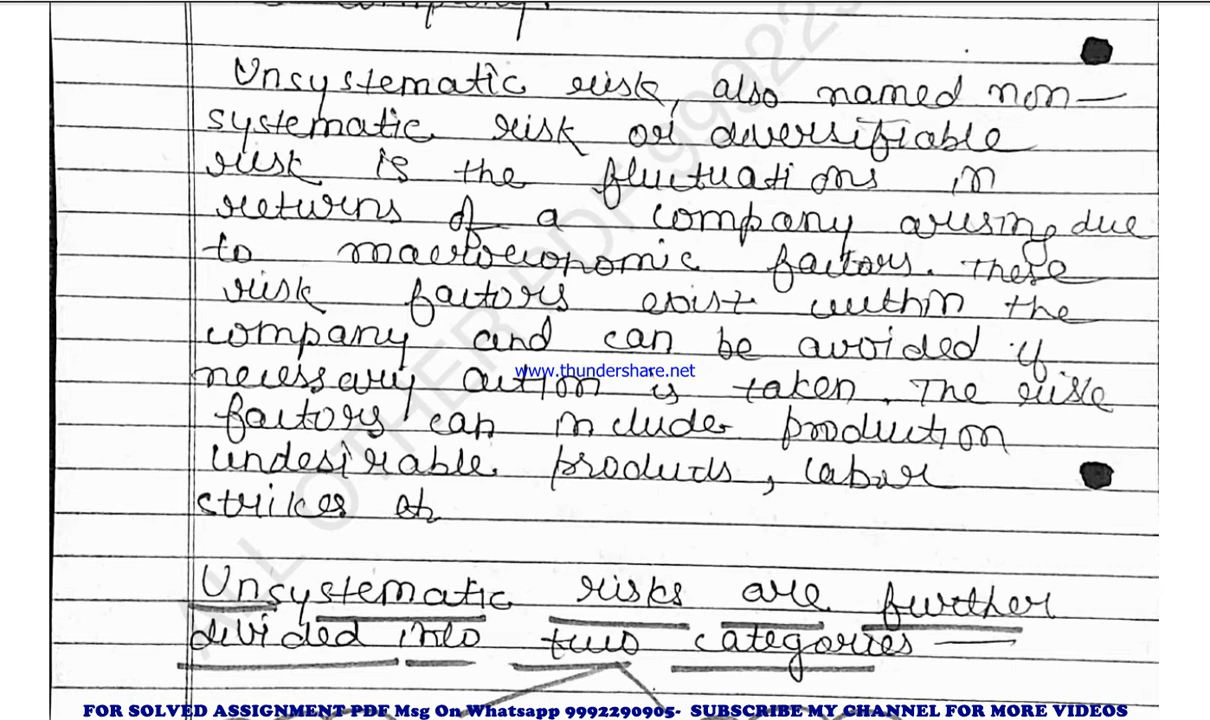 company.
Unsystematic risk, also named non-
systematic risk or diversifiable
risk is the fluctuations in
returns of a company arising due
to macroeconomic factors. These
risk factors exist within the
company and can be avoided if
www.thundershare.net
necessary action is taken. The risk
factors can include production
undesirable products, labour
strikes etc
Unsystematic risks are further
divided into two categories —
FOR SOLVED ASSIGNMENT PDF Msg On Whatsapp 9992290905- SUBSCRIBE MY CHANNEL FOR MORE VIDEOS